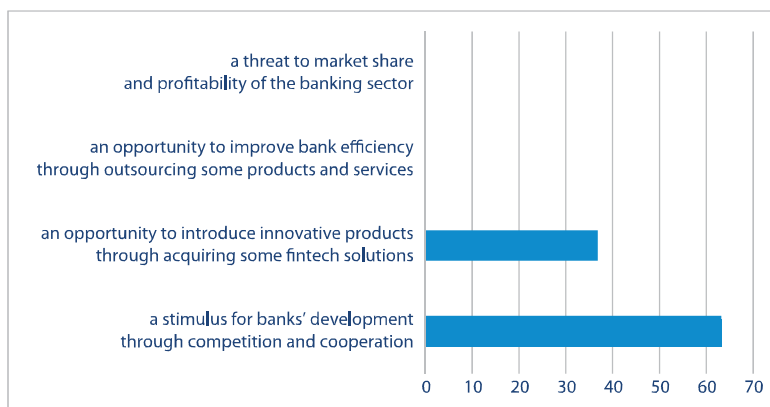 a threat to market share
and profitability of the banking sector
an opportunity to improve bank efficiency
through outsourcing some products and services
an opportunity to introduce innovative products
through acquiring some fintech solutions
a stimulus for banks’ development
through competition and cooperation
0 10 20 30 40 50 60 70